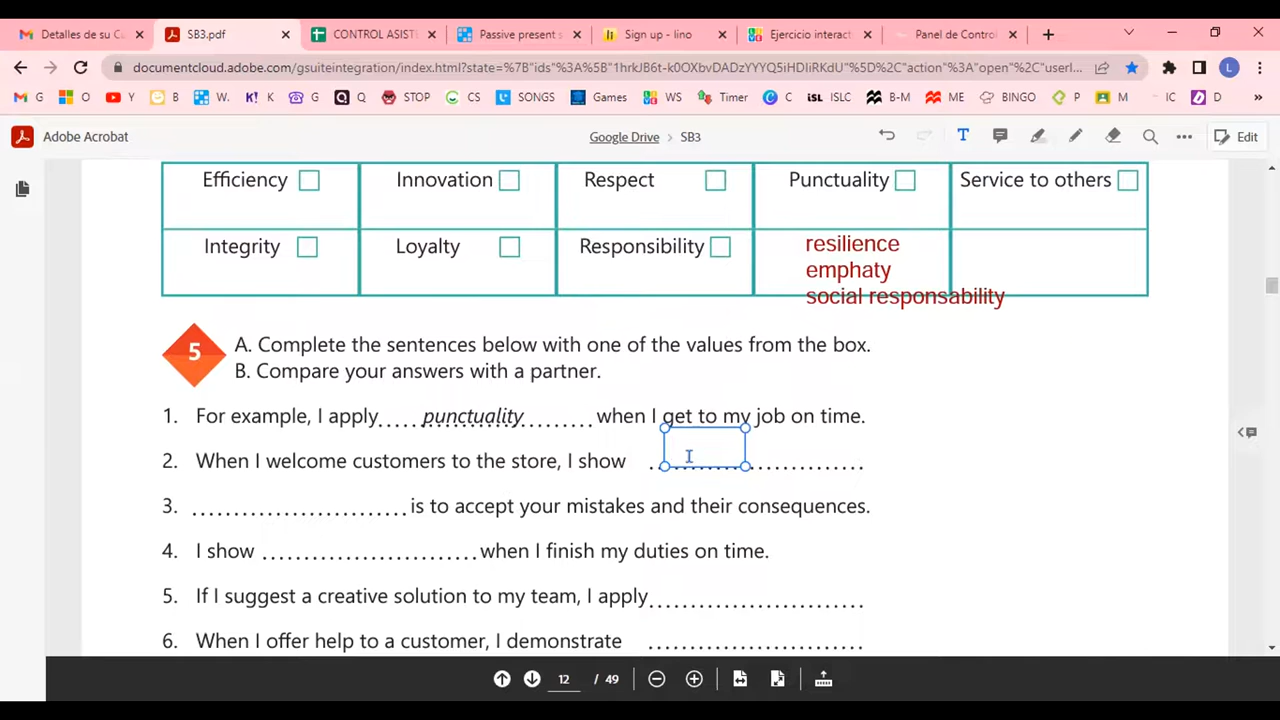 Detalles de su C
SB3.pdf
CONTROL ASIST
Passive present s
Sign up - lino
Ejercicio interact
Panel de Control
documentcloud.adobe.com/gsuiteintegration/index.html?state=%7B"ids"%3A%5B"1hrkJB6t-k0OXbvDADzYYYQ5iHDIiRKdU"%5D%2C"action"%3A"open"%2C"userI...
G O Y B W. K! G Q STOP CS SONGS Games WS Timer C ISLC B-M ME BINGO P M IC D »
Adobe Acrobat
Google Drive > SB3
T
Edit
Efficiency Innovation Respect Punctuality Service to others
Integrity Loyalty Responsibility resilience
emphaty
social responsability
5 A. Complete the sentences below with one of the values from the box.
B. Compare your answers with a partner.
1. For example, I apply.....punctuality......... when I get to my job on time.
2. When I welcome customers to the store, I show ..........................
3. .......................... is to accept your mistakes and their consequences.
4. I show .......................... when I finish my duties on time.
5. If I suggest a creative solution to my team, I apply..........................
6. When I offer help to a customer, I demonstrate ..........................
12 / 49